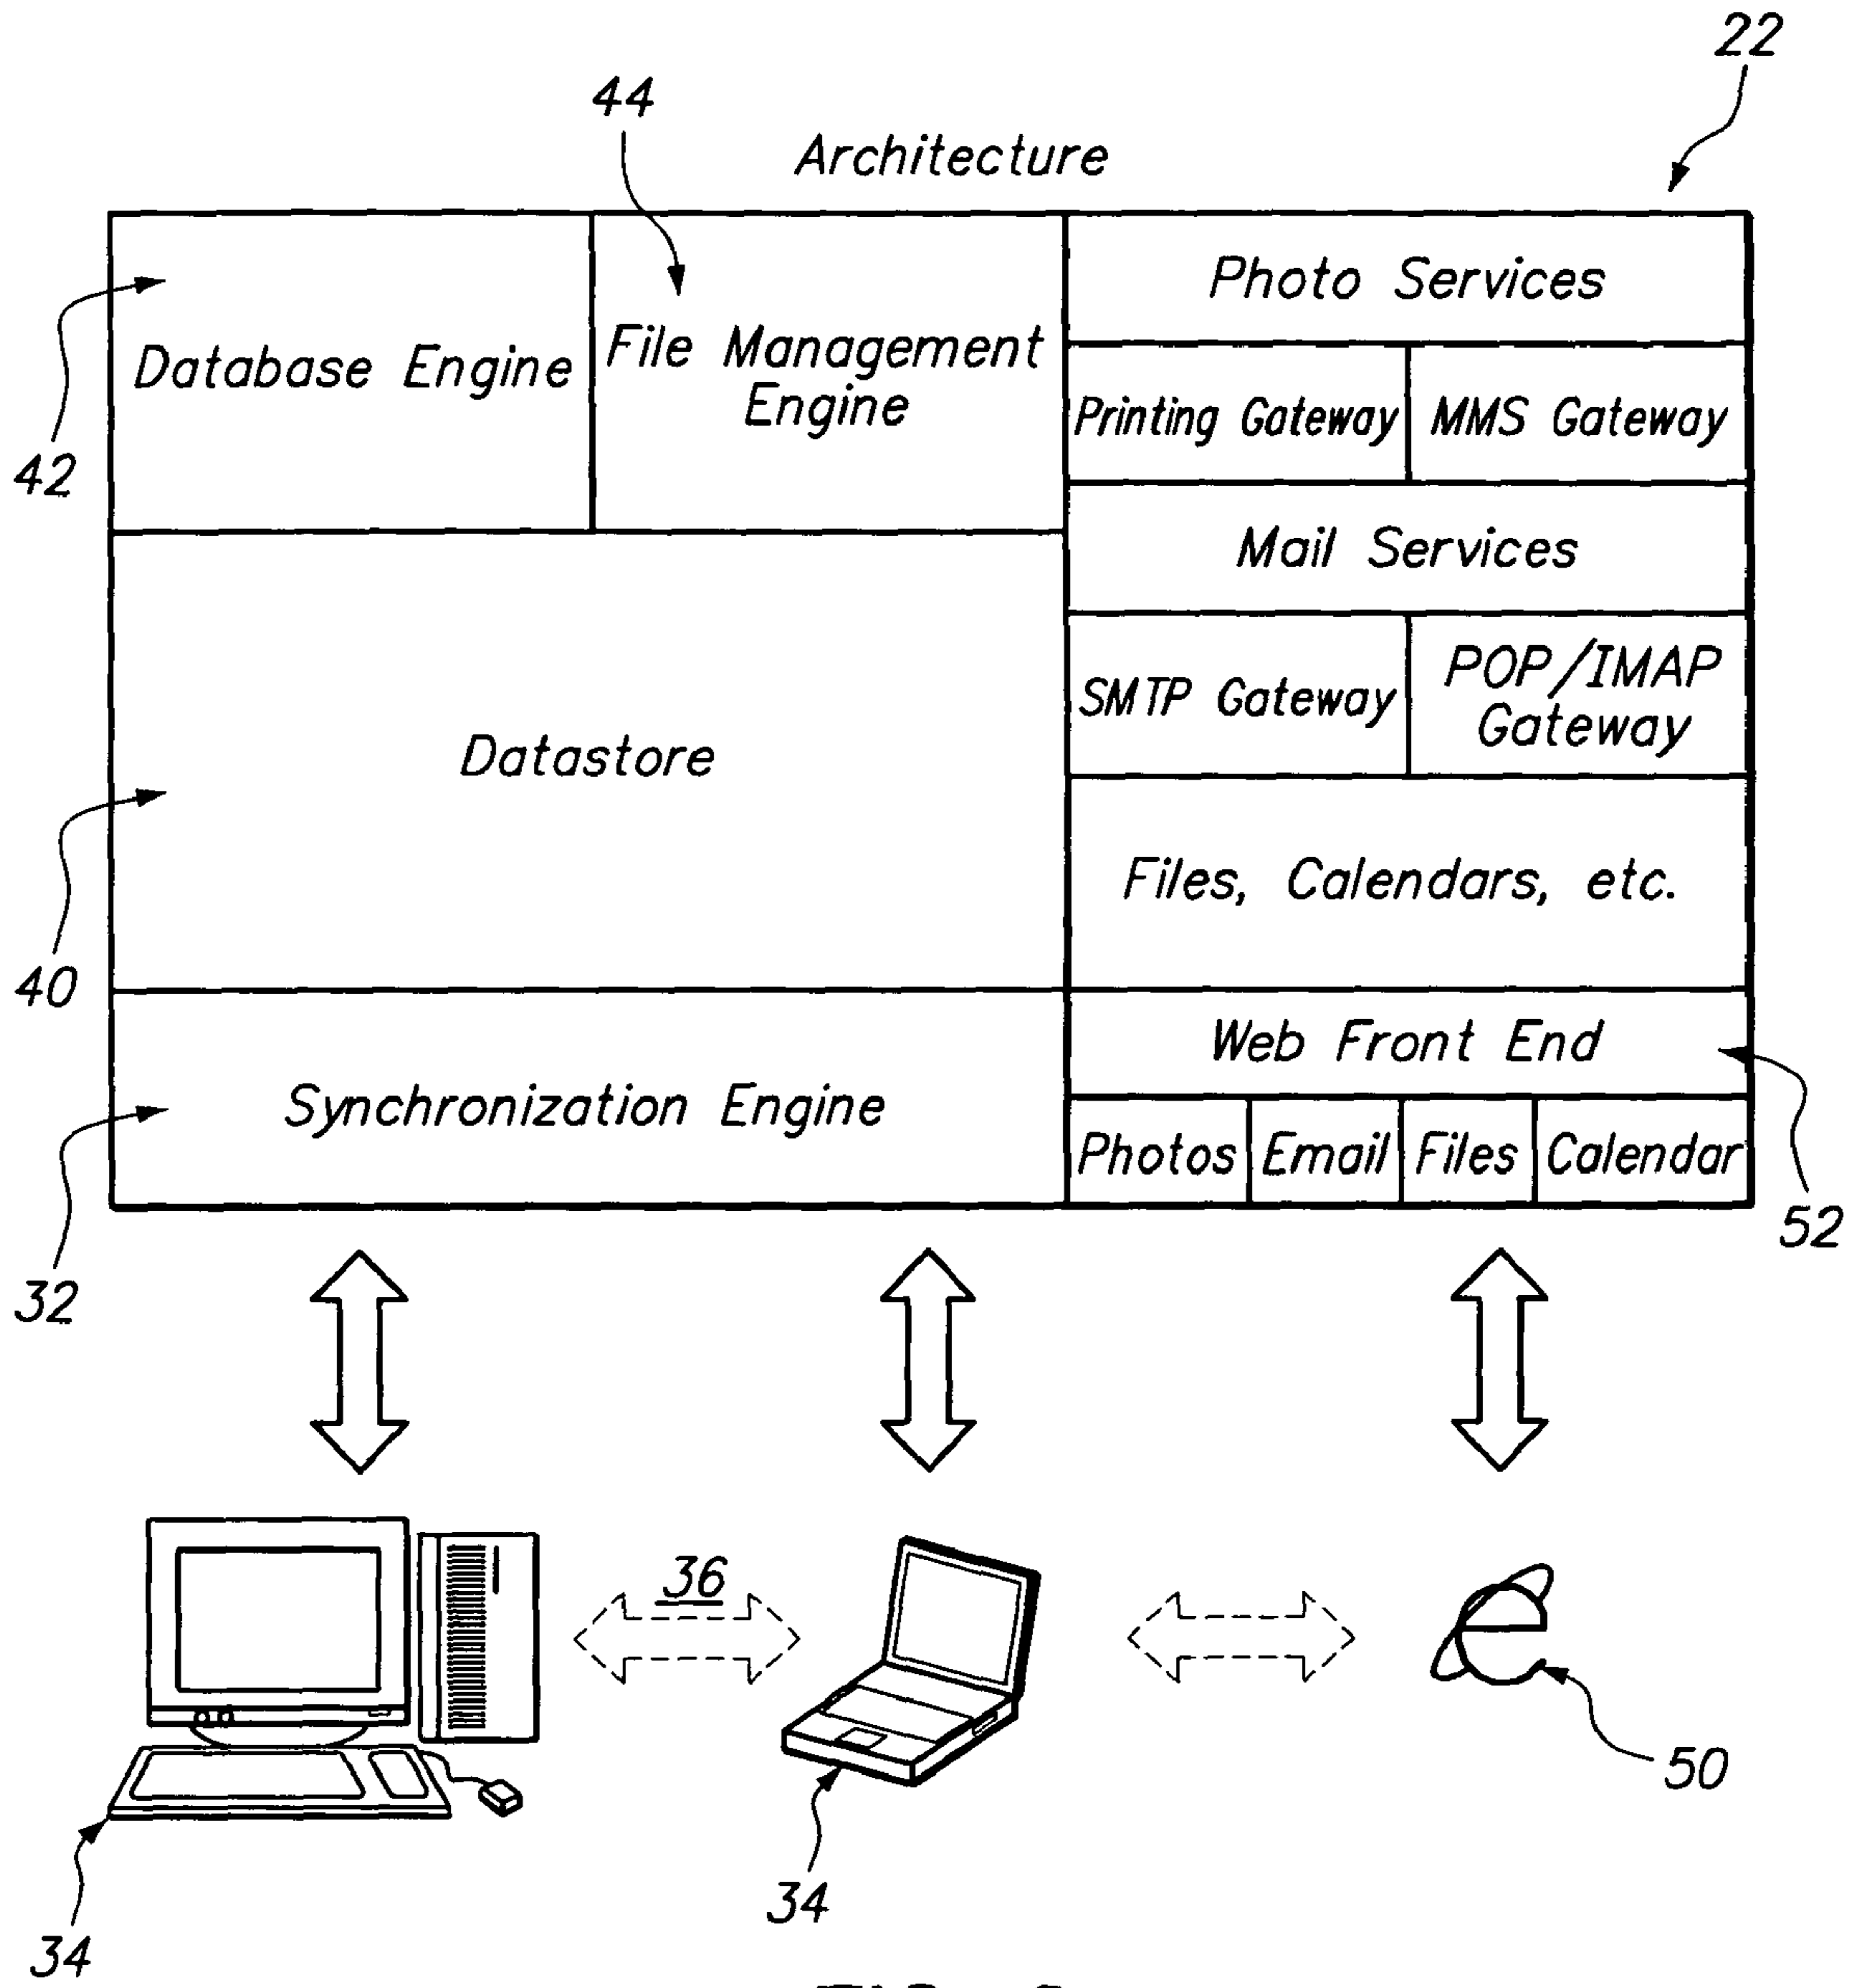 22
44
Architecture
Database Engine
File Management
Engine
Photo Services
Printing Gateway
MMS Gateway
42
Mail Services
SMTP Gateway
POP/IMAP
Gateway
Datastore
Files, Calendars, etc.
40
Web Front End
Synchronization Engine
Photos
Email
Files
Calendar
52
32
36
50
34
34